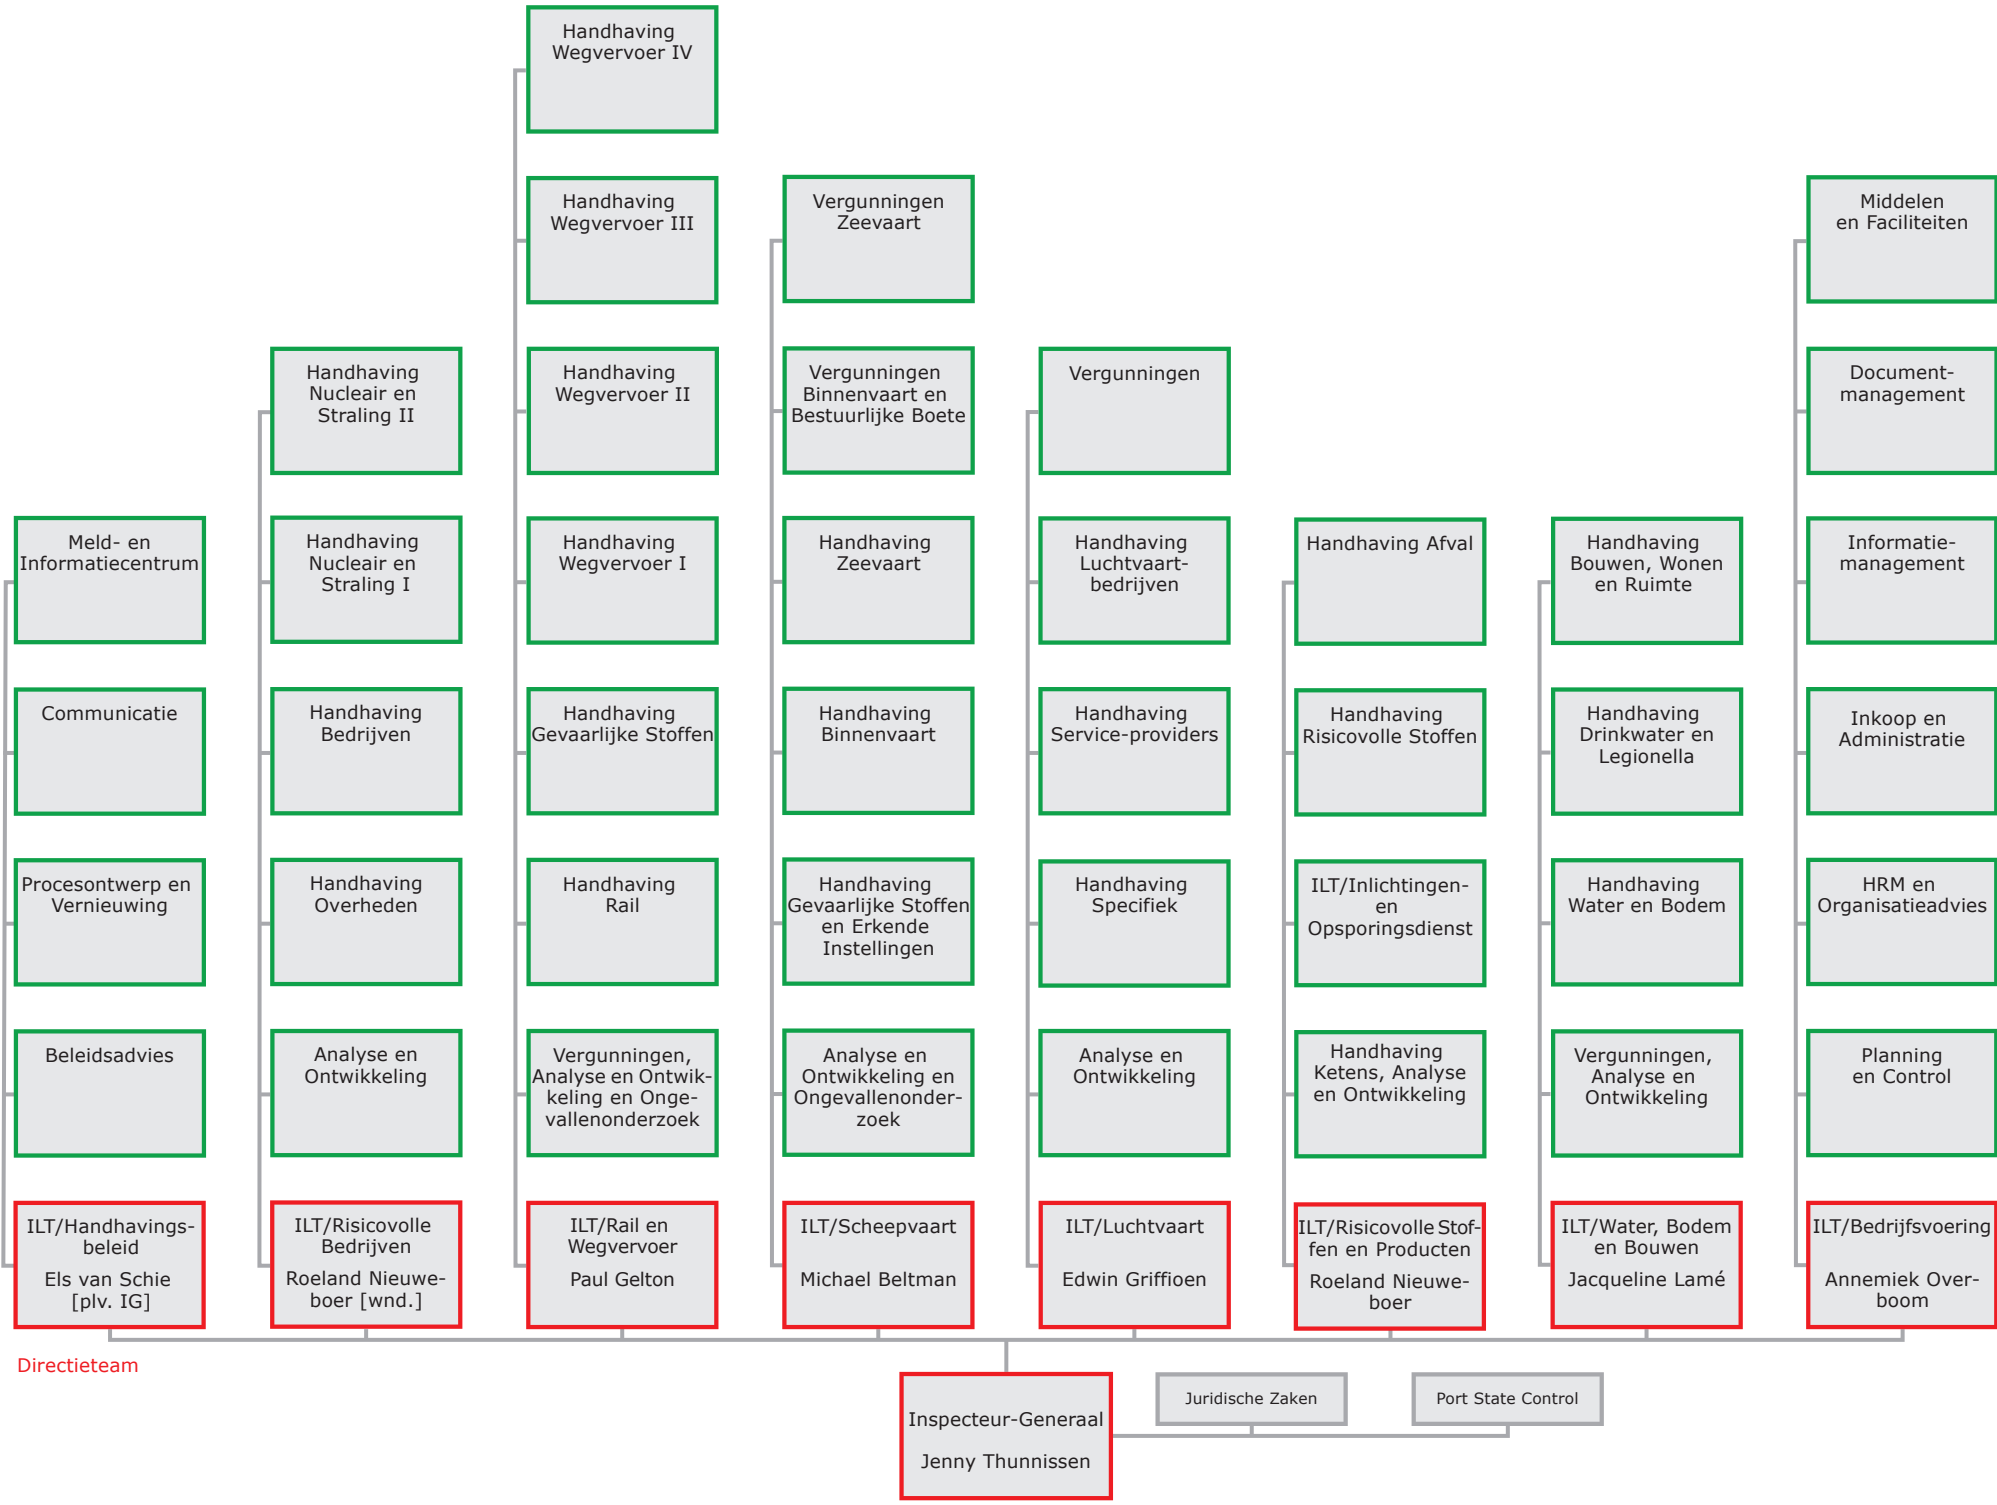 Handhaving
Wegvervoer IV
Handhaving
Wegvervoer III
Vergunningen
Zeevaart
Middelen
en Faciliteiten
Handhaving
Nucleair en
Straling II
Handhaving
Wegvervoer II
Vergunningen
Binnenvaart en
Bestuurlijke Boete
Vergunningen
Document-
management
Meld- en
Informatiecentrum
Handhaving
Nucleair en
Straling I
Handhaving
Wegvervoer I
Handhaving
Zeevaart
Handhaving
Luchtvaart-
bedrijven
Handhaving Afval
Handhaving
Bouwen, Wonen
en Ruimte
Informatie-
management
Communicatie
Handhaving
Bedrijven
Handhaving
Gevaarlijke Stoffen
Handhaving
Binnenvaart
Handhaving
Service-providers
Handhaving
Risicovolle Stoffen
Handhaving
Drinkwater en
Legionella
Inkoop en
Administratie
Procesontwerp en
Vernieuwing
Handhaving
Overheden
Handhaving
Rail
Handhaving
Gevaarlijke Stoffen
en Erkende
Instellingen
Handhaving
Specifiek
ILT/Inlichtingen-
en
Opsporingsdienst
Handhaving
Water en Bodem
HRM en
Organisatieadvies
Beleidsadvies
Analyse en
Ontwikkeling
Vergunningen,
Analyse en Ontwik-
keling en Onge-
vallenonderzoek
Analyse en
Ontwikkeling en
Ongevallenonder-
zoek
Analyse en
Ontwikkeling
Handhaving
Ketens, Analyse
en Ontwikkeling
Vergunningen,
Analyse en
Ontwikkeling
Planning
en Control
ILT/Handhavings-
beleid
Els van Schie
[plv. IG]
ILT/Risicovolle
Bedrijven
Roeland Nieuwe-
boer [wnd.]
ILT/Rail en
Wegvervoer
Paul Gelton
ILT/Scheepvaart
Michael Beltman
ILT/Luchtvaart
Edwin Griffioen
ILT/Risicovolle Stof-
fen en Producten
Roeland Nieuwe-
boer
ILT/Water, Bodem
en Bouwen
Jacqueline Lamé
ILT/Bedrijfsvoering
Annemiek Over-
boom
Directieteam
Inspecteur-Generaal
Jenny Thunnissen
Juridische Zaken
Port State Control